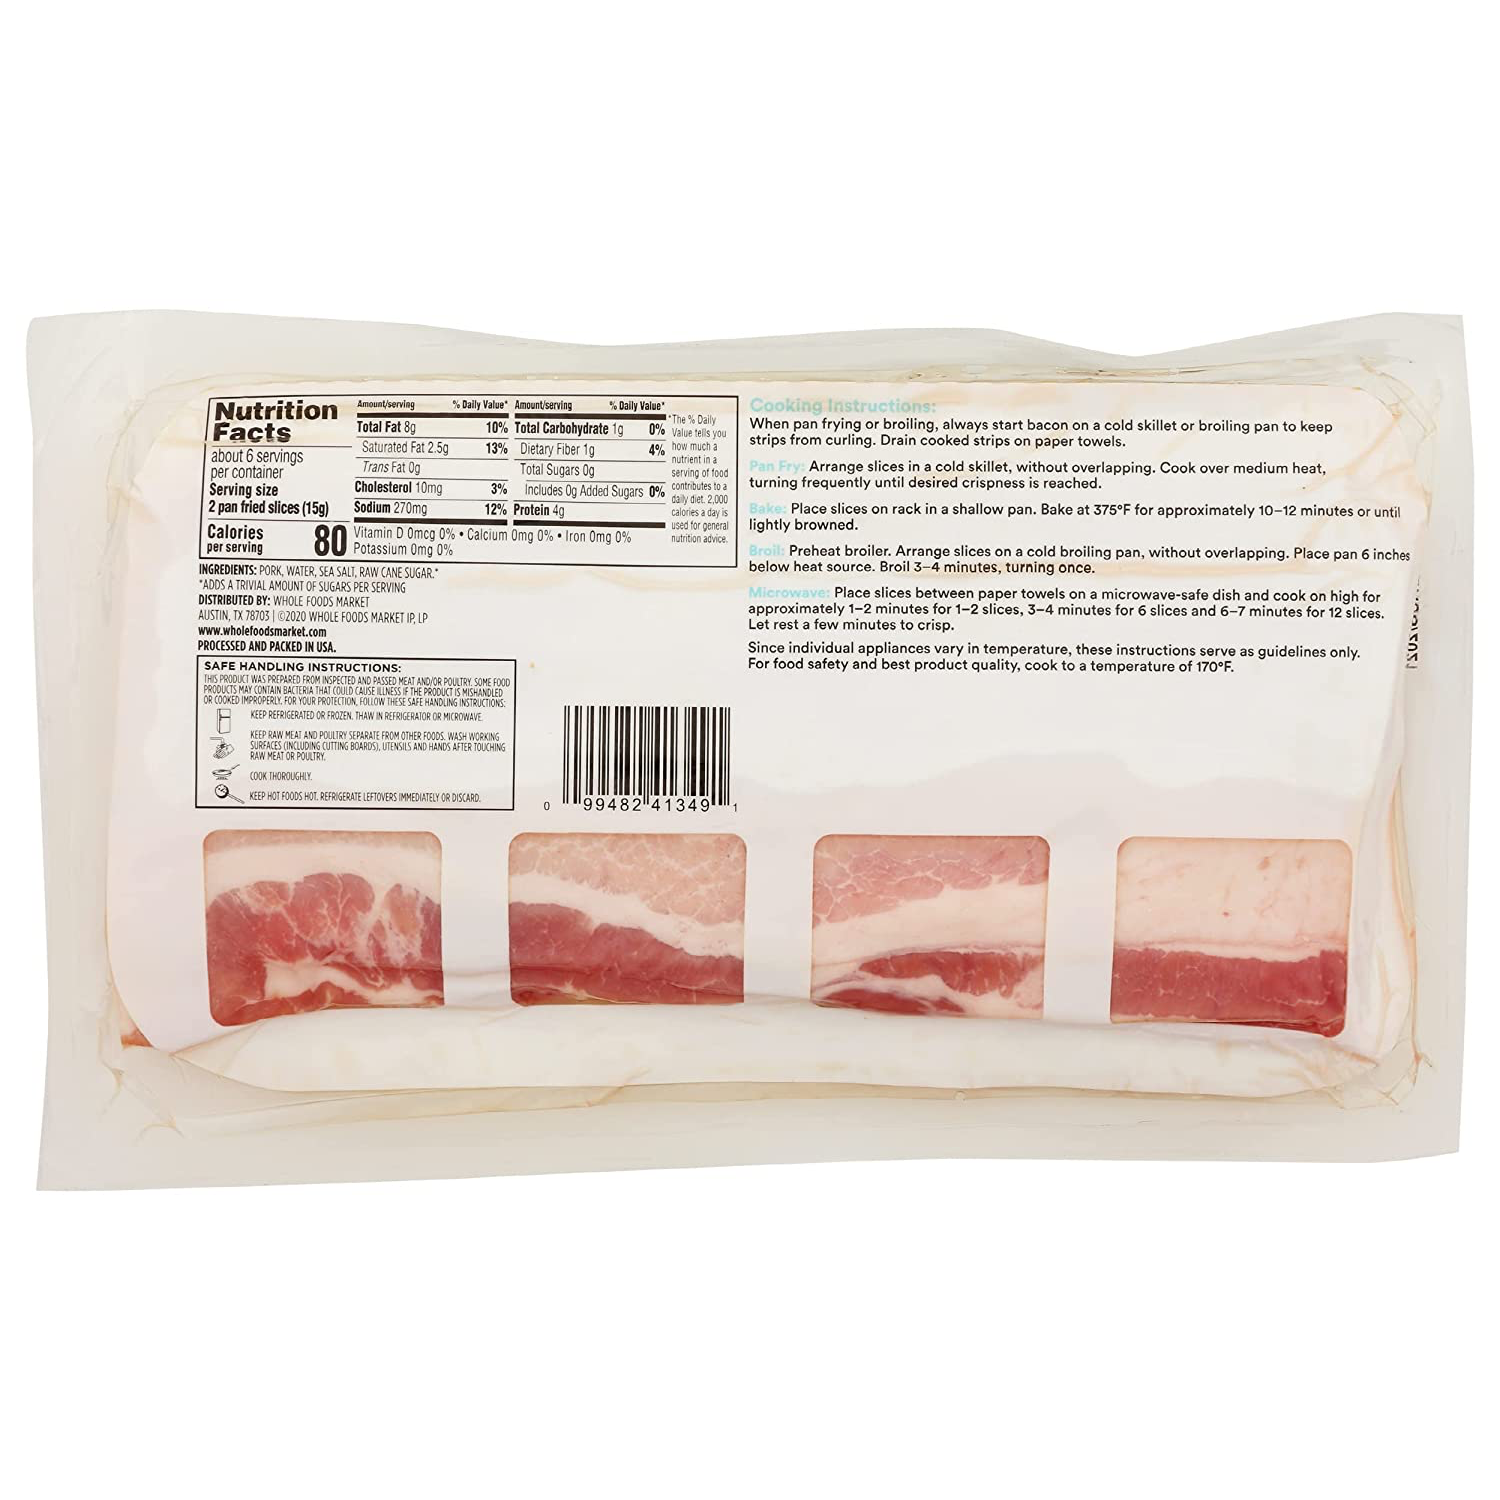 Nutrition
Facts
about 6 servings
per container
Serving size
2 pan fried slices (15g)
Calories
per serving
80
Amount/serving % Daily Value*
Total Fat 8g 10%
Saturated Fat 2.5g 13%
Trans Fat 0g
Cholesterol 10mg 3%
Sodium 270mg 12%
Amount/serving % Daily Value*
Total Carbohydrate 1g 0%
Dietary Fiber 1g 4%
Total Sugars 0g
Includes 0g Added Sugars 0%
Protein 4g
Vitamin D 0mcg 0% • Calcium 0mg 0% • Iron 0mg 0%
Potassium 0mg 0%
*The % Daily
Value tells you
how much a
nutrient in a
serving of food
contributes to a
daily diet. 2,000
calories a day is
used for general
nutrition advice.
INGREDIENTS: PORK, WATER, SEA SALT, RAW CANE SUGAR.*
*ADDS A TRIVIAL AMOUNT OF SUGARS PER SERVING
DISTRIBUTED BY: WHOLE FOODS MARKET
AUSTIN, TX 78703 | ©2020 WHOLE FOODS MARKET IP, LP
www.wholefoodsmarket.com
PROCESSED AND PACKED IN USA.
SAFE HANDLING INSTRUCTIONS:
THIS PRODUCT WAS PREPARED FROM INSPECTED AND PASSED MEAT AND/OR POULTRY. SOME FOOD
PRODUCTS MAY CONTAIN BACTERIA THAT COULD CAUSE ILLNESS IF THE PRODUCT IS MISHANDLED
OR COOKED IMPROPERLY. FOR YOUR PROTECTION, FOLLOW THESE SAFE HANDLING INSTRUCTIONS:
KEEP REFRIGERATED OR FROZEN. THAW IN REFRIGERATOR OR MICROWAVE.
KEEP RAW MEAT AND POULTRY SEPARATE FROM OTHER FOODS. WASH WORKING
SURFACES (INCLUDING CUTTING BOARDS), UTENSILS AND HANDS AFTER TOUCHING
RAW MEAT OR POULTRY.
COOK THOROUGHLY.
KEEP HOT FOODS HOT. REFRIGERATE LEFTOVERS IMMEDIATELY OR DISCARD.
0 99482 41349 1
Cooking Instructions:
When pan frying or broiling, always start bacon on a cold skillet or broiling pan to keep
strips from curling. Drain cooked strips on paper towels.
Pan Fry: Arrange slices in a cold skillet, without overlapping. Cook over medium heat,
turning frequently until desired crispness is reached.
Bake: Place slices on rack in a shallow pan. Bake at 375°F for approximately 10–12 minutes or until
lightly browned.
Broil: Preheat broiler. Arrange slices on a cold broiling pan, without overlapping. Place pan 6 inches
below heat source. Broil 3–4 minutes, turning once.
Microwave: Place slices between paper towels on a microwave-safe dish and cook on high for
approximately 1–2 minutes for 1–2 slices, 3–4 minutes for 6 slices and 6–7 minutes for 12 slices.
Let rest a few minutes to crisp.
Since individual appliances vary in temperature, these instructions serve as guidelines only.
For food safety and best product quality, cook to a temperature of 170°F.